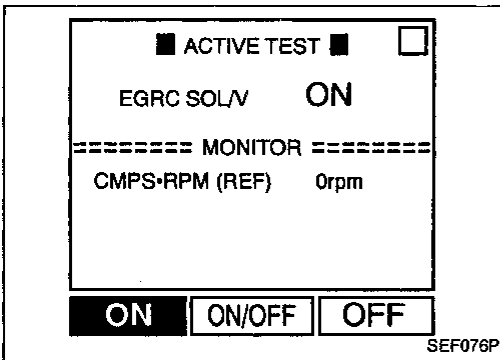 ■ ACTIVE TEST ■
EGRC SOL/V ON
======== MONITOR ========
CMPS•RPM (REF) 0rpm
ON ON/OFF OFF
SEF076P